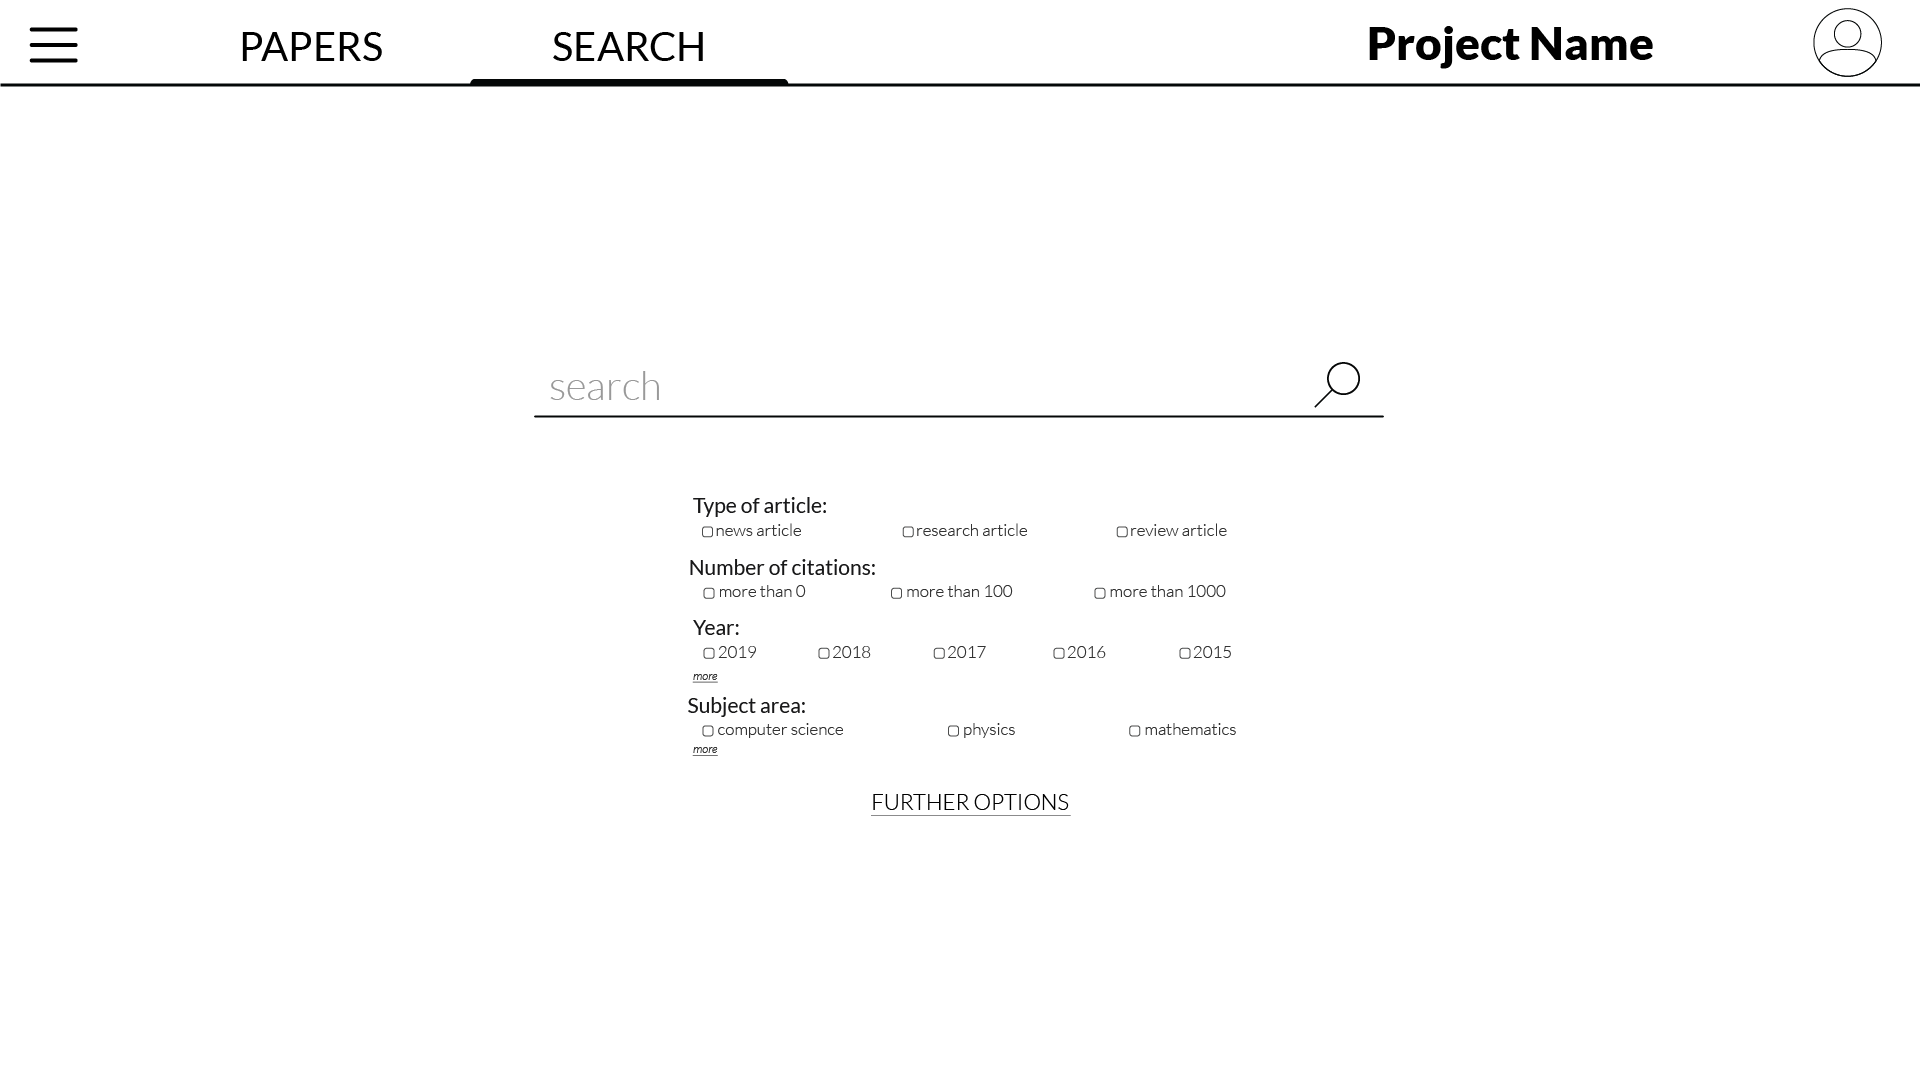 PAPERS SEARCH Project Name
search
Type of article:
news article research article review article
Number of citations:
more than 0 more than 100 more than 1000
Year:
2019 2018 2017 2016 2015
more
Subject area:
computer science physics mathematics
more
FURTHER OPTIONS